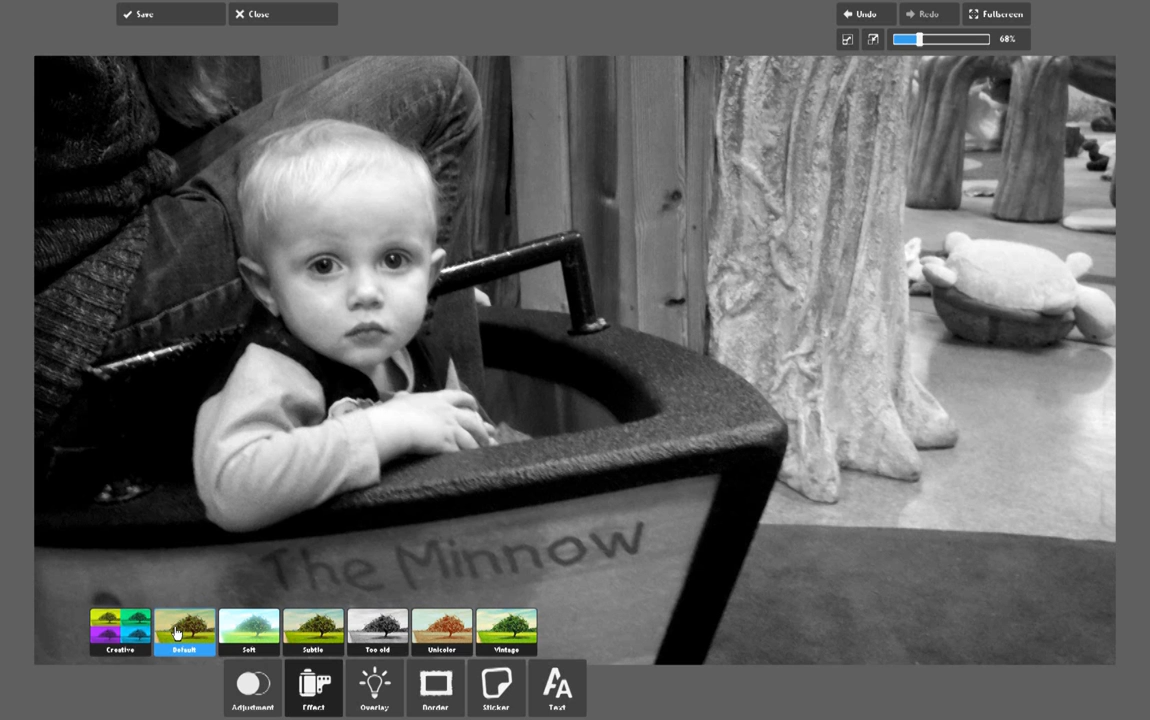 Save
Close
Undo
Redo
Fullscreen
68%
The Minnow
Creative
Default
Soft
Subtle
Too old
Unicolor
Vintage
Adjustment
Effect
Overlay
Border
Sticker
Text